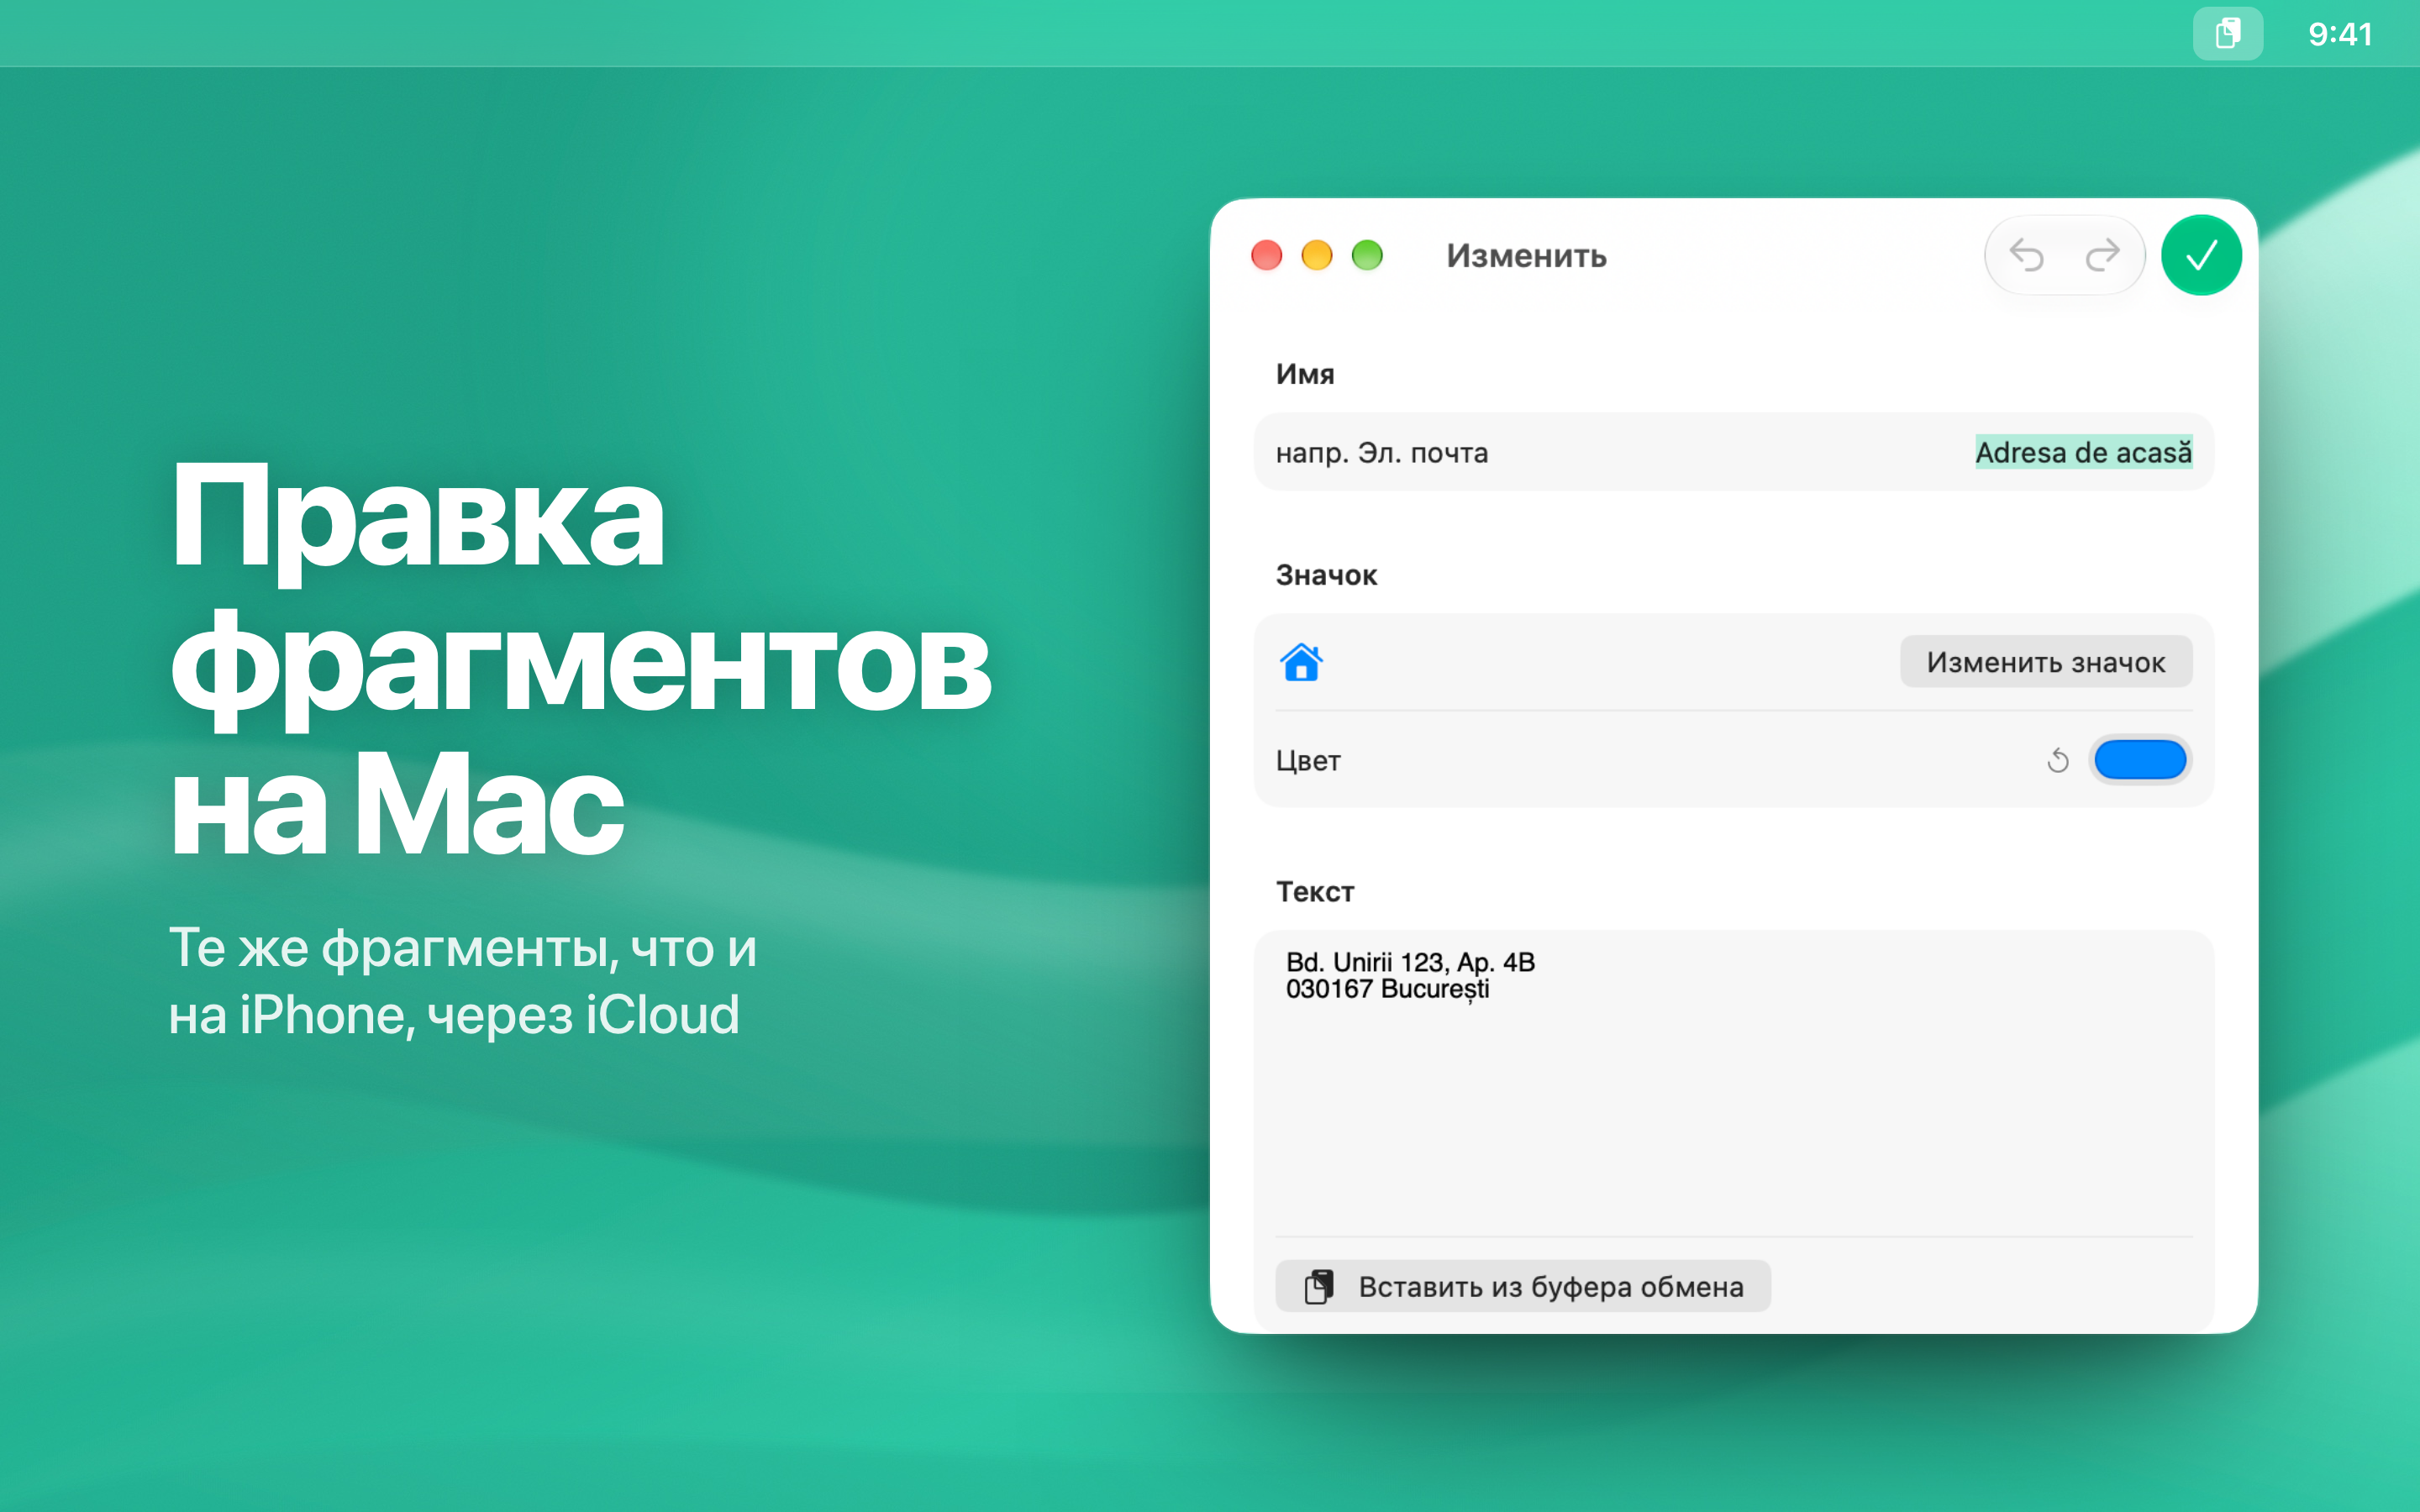 9:41
Правка
фрагментов
на Mac
Те же фрагменты, что и
на iPhone, через iCloud
Изменить
Имя
напр. Эл. почта
Adresa de acasă
Значок
Изменить значок
Цвет
Текст
Bd. Unirii 123, Ap. 4B
030167 București
Вставить из буфера обмена